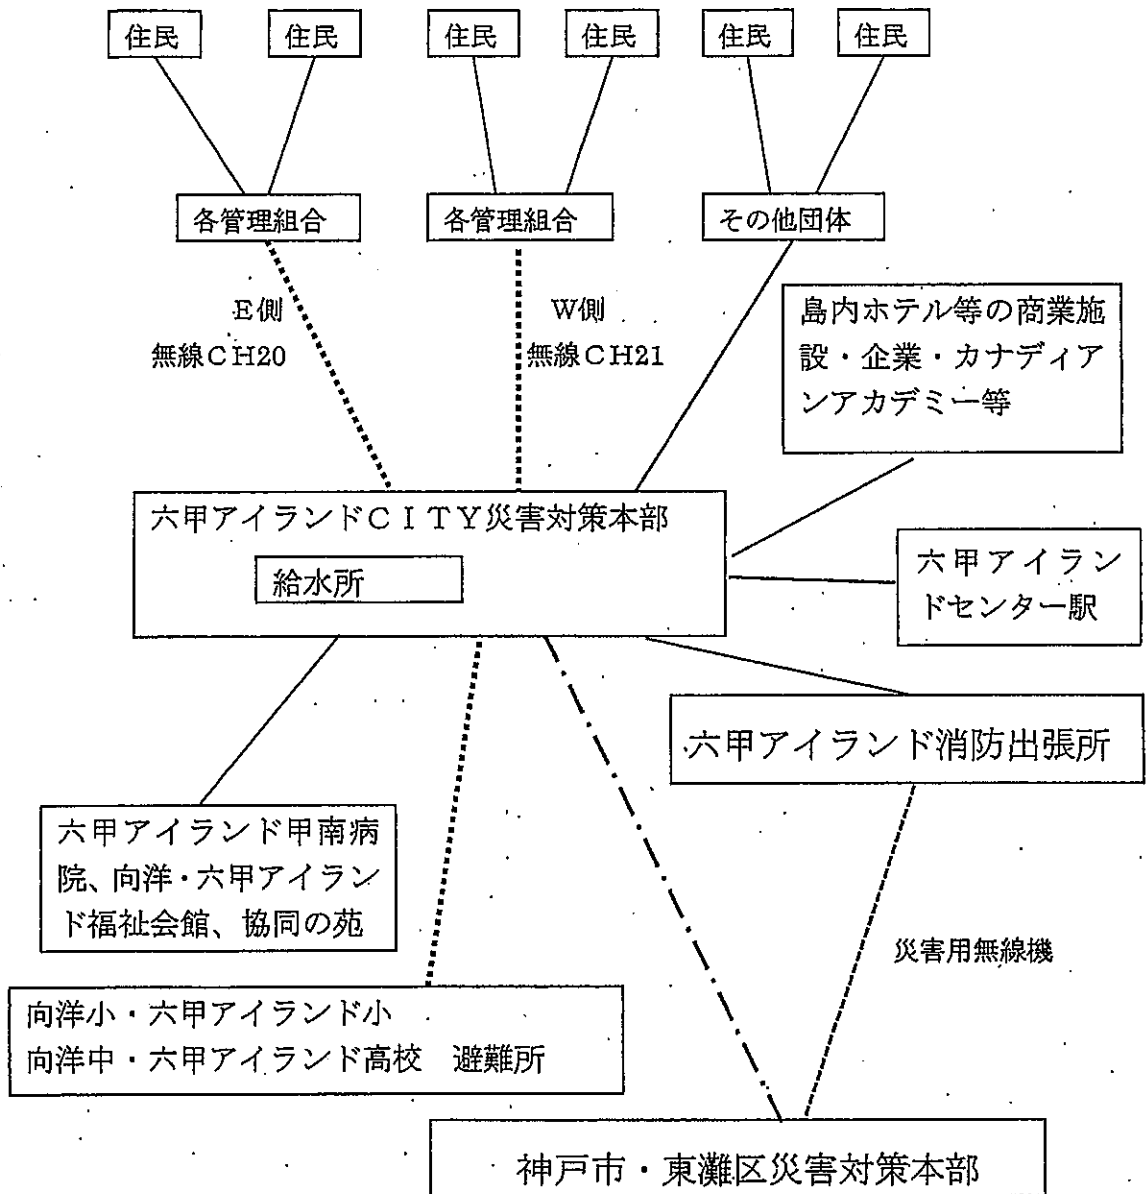 住民
住民
住民
住民
住民
住民
各管理組合
各管理組合
その他団体
E側
無線CH20
W側
無線CH21
島内ホテル等の商業施
設・企業・カナディア
ンアカデミー等
六甲アイランドCITY災害対策本部
給水所
六甲アイラン
ドセンター駅
六甲アイランド消防出張所
六甲アイランド甲南病
院、向洋・六甲アイラン
ド福祉会館、協同の苑
災害用無線機
向洋小・六甲アイランド小
向洋中・六甲アイランド高校　避難所
神戸市・東灘区災害対策本部